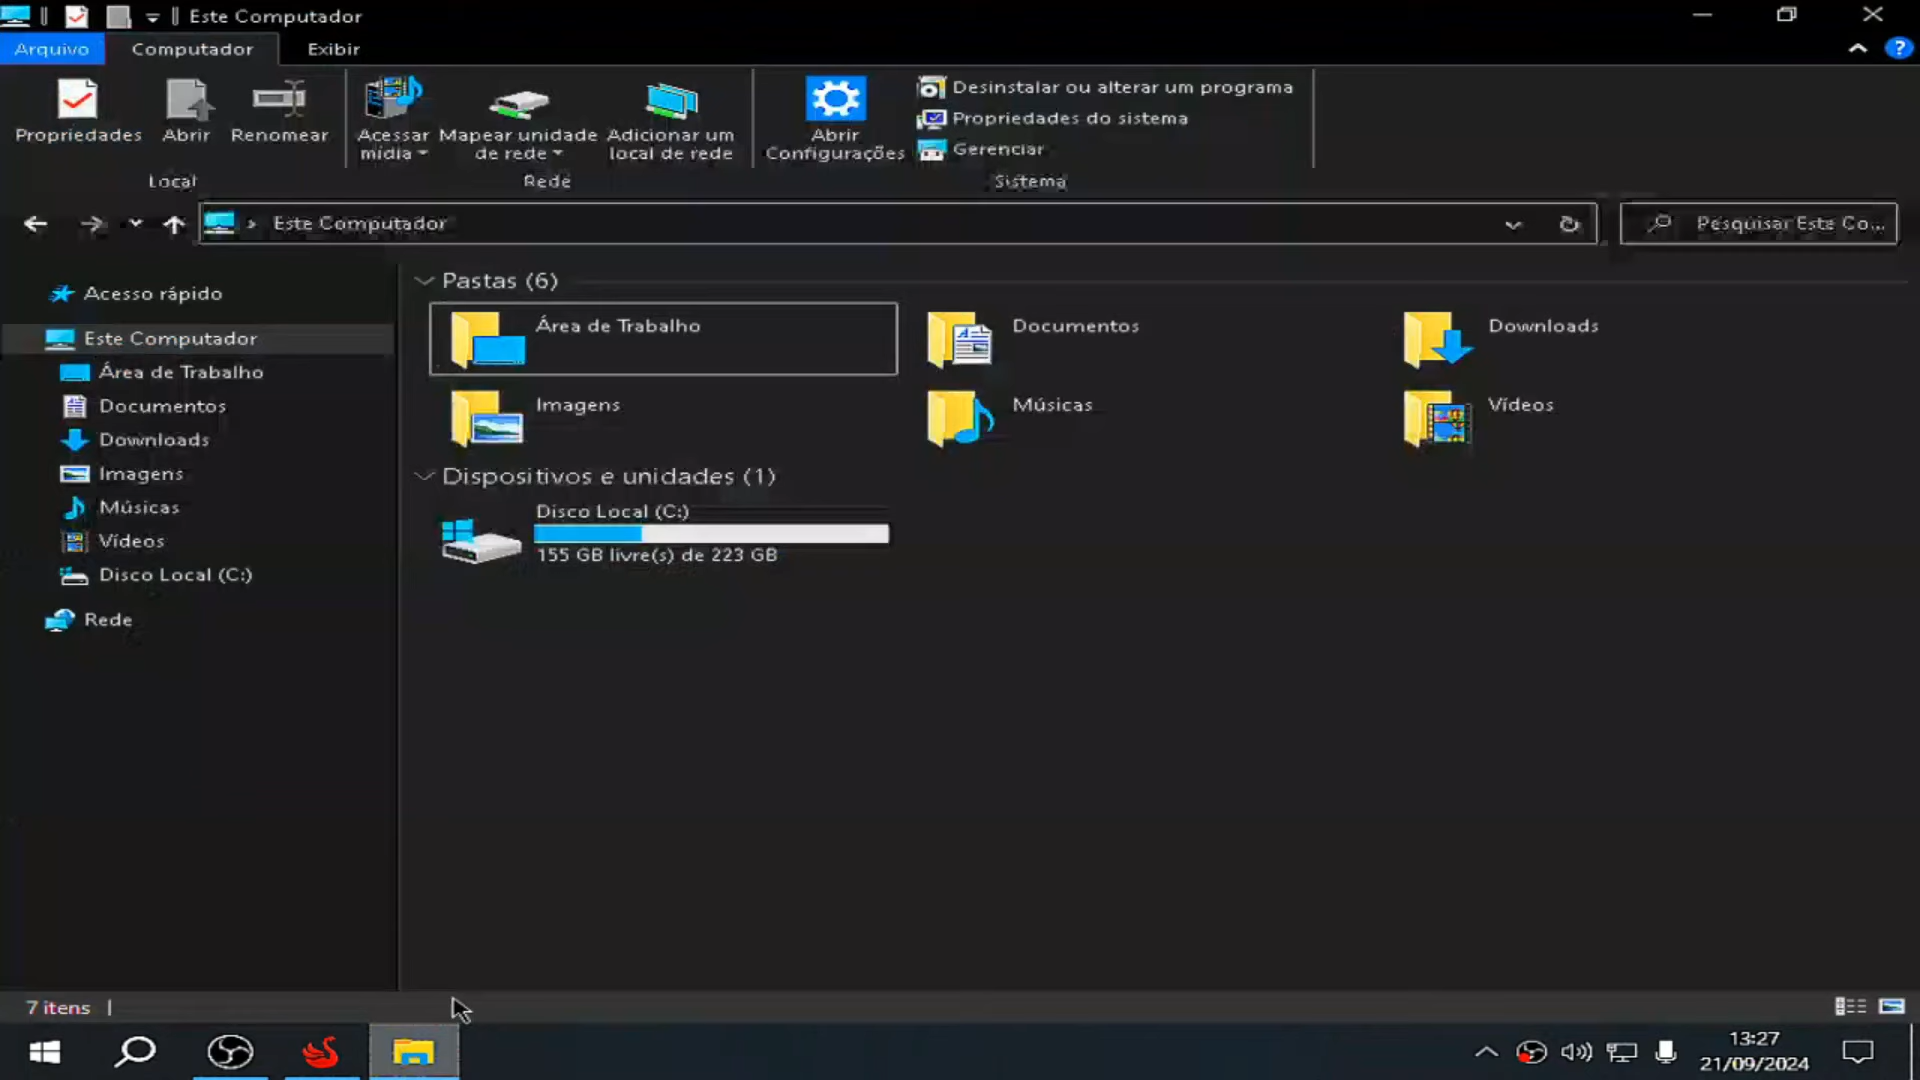 Este Computador
Arquivo Computador Exibir
Propriedades Abrir Renomear Acessar mídia Mapear unidade de rede Adicionar um local de rede Abrir Configurações
Desinstalar ou alterar um programa
Propriedades do sistema
Gerenciar
Local Rede Sistema
Este Computador Pesquisar Este Co...
Acesso rápido
Este Computador
Área de Trabalho
Documentos
Downloads
Imagens
Músicas
Vídeos
Disco Local (C:)
Rede
Pastas (6)
Área de Trabalho Documentos Downloads
Imagens Músicas Vídeos
Dispositivos e unidades (1)
Disco Local (C:)
155 GB livre(s) de 223 GB
7 itens
13:27
21/09/2024